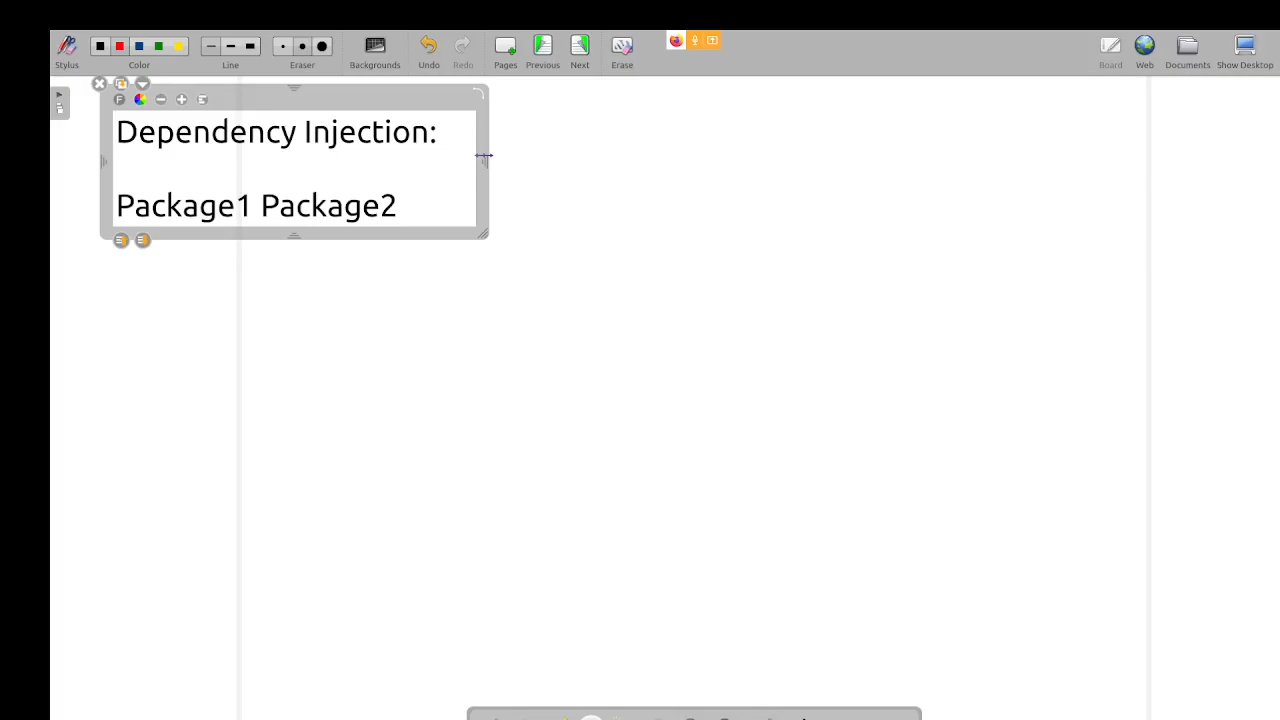 Stylus Color Line Eraser Backgrounds Undo Redo Pages Previous Next Erase Board Web Documents Show Desktop
F
Dependency Injection:
Package1 Package2